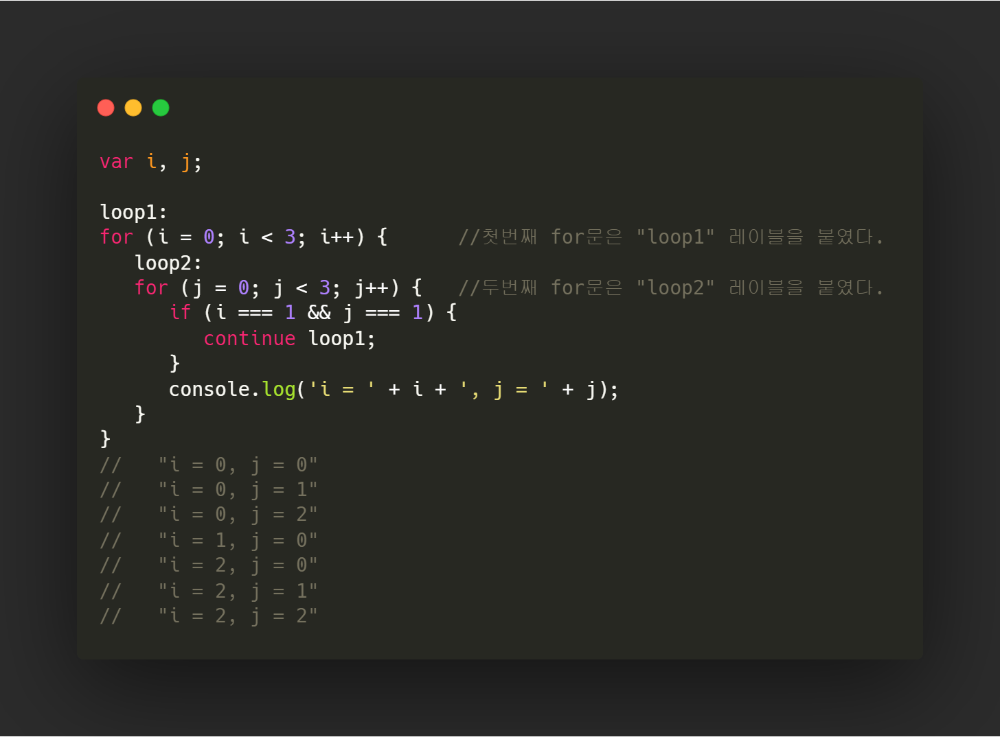 var i, j;
loop1:
for (i = 0; i < 3; i++) {      //첫번째 for문은 "loop1" 레이블을 붙였다.
   loop2:
   for (j = 0; j < 3; j++) {   //두번째 for문은 "loop2" 레이블을 붙였다.
      if (i === 1 && j === 1) {
         continue loop1;
      }
      console.log('i = ' + i + ', j = ' + j);
   }
}
//   "i = 0, j = 0"
//   "i = 0, j = 1"
//   "i = 0, j = 2"
//   "i = 1, j = 0"
//   "i = 2, j = 0"
//   "i = 2, j = 1"
//   "i = 2, j = 2"